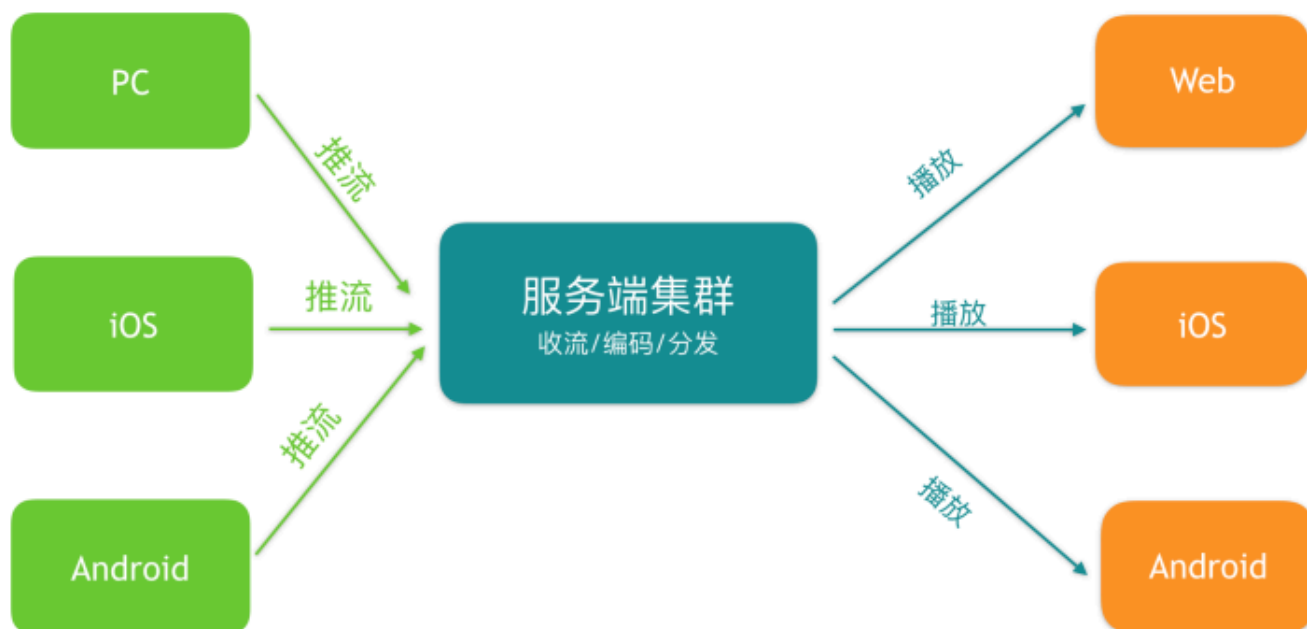 PC
推流
iOS
推流
Android
推流
服务端集群
收流/编码/分发
播放
Web
播放
iOS
播放
Android